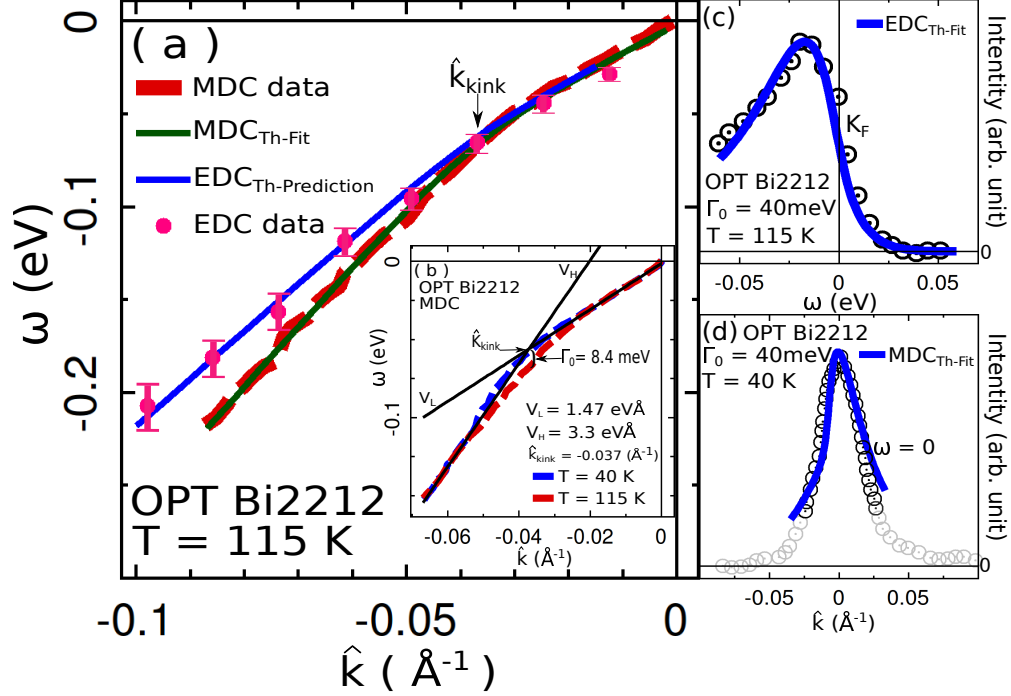 ( a )
MDC data
MDC_Th-Fit
EDC_Th-Prediction
EDC data
k̂_kink
OPT Bi2212
T = 115 K
0
-0.1
-0.2
ω (eV)
-0.1
-0.05
0
k̂ ( Å⁻¹)
( b )
OPT Bi2212
MDC
V_H
k̂_kink
Γ₀= 8.4 meV
V_L
V_L = 1.47 eVÅ
V_H = 3.3 eVÅ
k̂_kink = -0.037 (Å⁻¹)
T = 40 K
T = 115 K
0
-0.1
ω (eV)
-0.06
-0.04
-0.02
0
k̂ (Å⁻¹)
(c)
EDC_Th-Fit
K_F
OPT Bi2212
Γ₀ = 40meV
T = 115 K
0
Intentity (arb. unit)
-0.05
0
0.05
ω (eV)
(d)
OPT Bi2212
Γ₀ = 40meV
T = 40 K
MDC_Th-Fit
ω = 0
0
Intentity (arb. unit)
-0.05
0
0.05
k̂ (Å⁻¹)